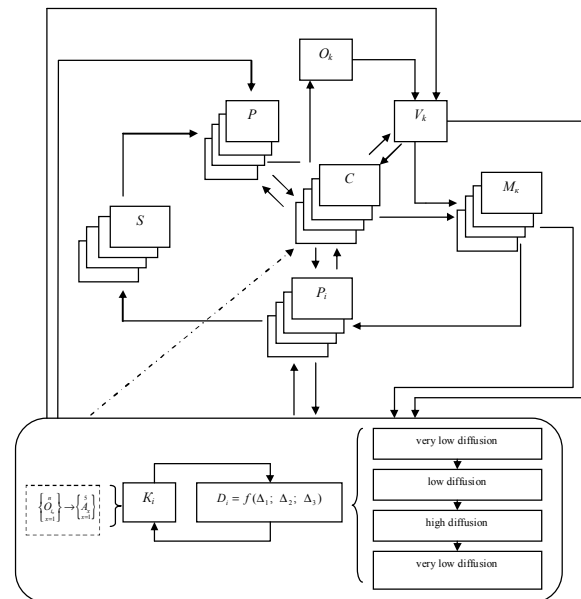 O_k
P
V_k
C
M_κ
S
P_i
very low diffusion
K_i
D_i = f(Δ_1; Δ_2; Δ_3)
low diffusion
high diffusion
very low diffusion